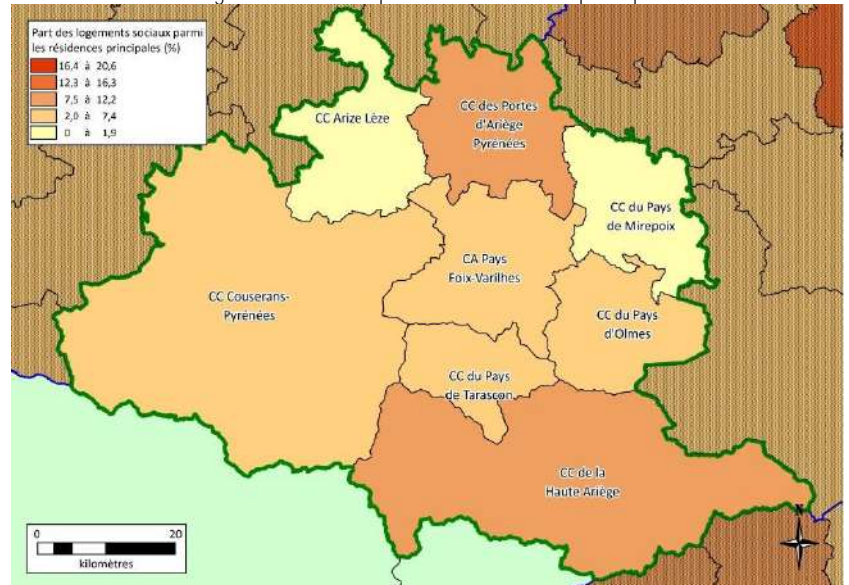 Part des logements sociaux parmi
les résidences principales (%)
16,4 à 20,6
12,3 à 16,3
7,5 à 12,2
2,0 à 7,4
0 à 1,9
CC Arize Lèze
CC des Portes
d'Ariège
Pyrénées
CC du Pays
de Mirepoix
CA Pays
Foix-Varilhes
CC Couserans-
Pyrénées
CC du Pays
d'Olmes
CC du Pays
de Tarascon
CC de la
Haute Ariège
0 20
kilomètres
N